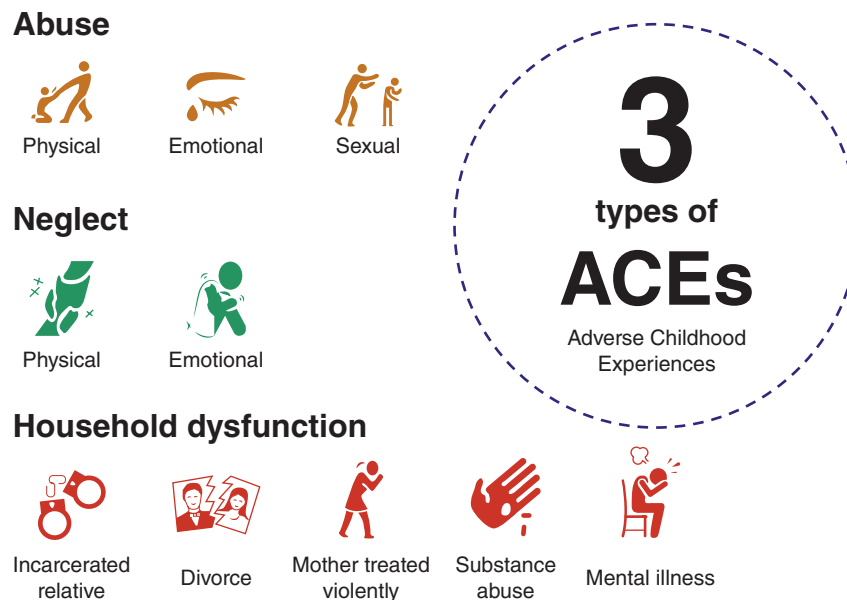 Abuse
Physical
Emotional
Sexual
Neglect
Physical
Emotional
3
types of
ACEs
Adverse Childhood
Experiences
Household dysfunction
Incarcerated
relative
Divorce
Mother treated
violently
Substance
abuse
Mental illness